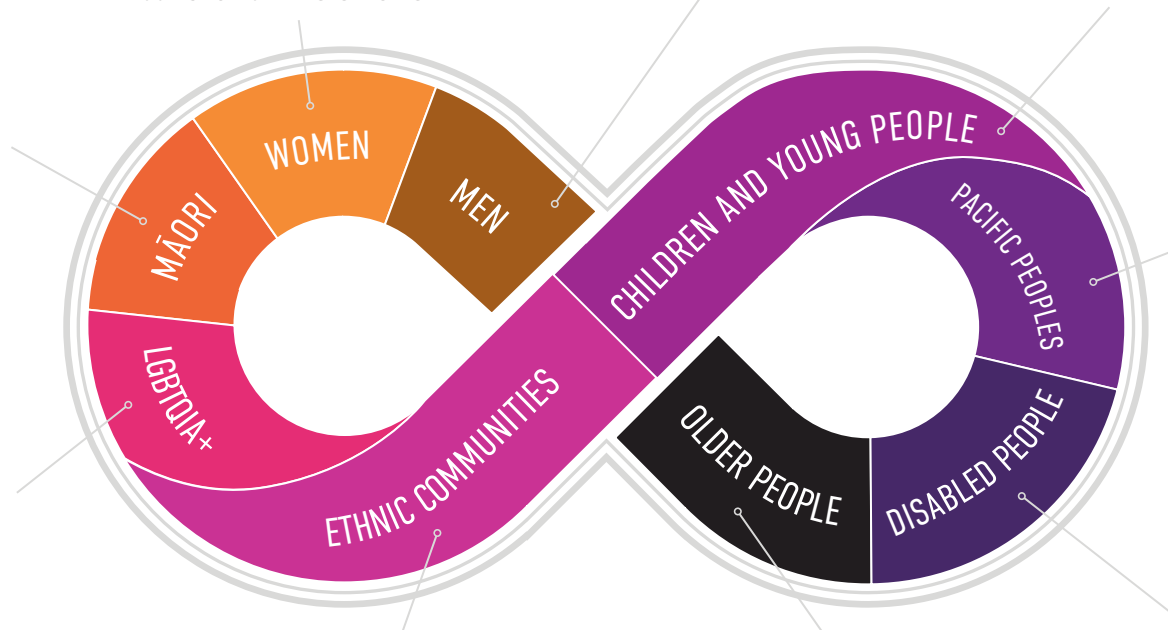 WOMEN
MEN
MĀORI
LGBTQIA+
ETHNIC COMMUNITIES
CHILDREN AND YOUNG PEOPLE
PACIFIC PEOPLES
DISABLED PEOPLE
OLDER PEOPLE